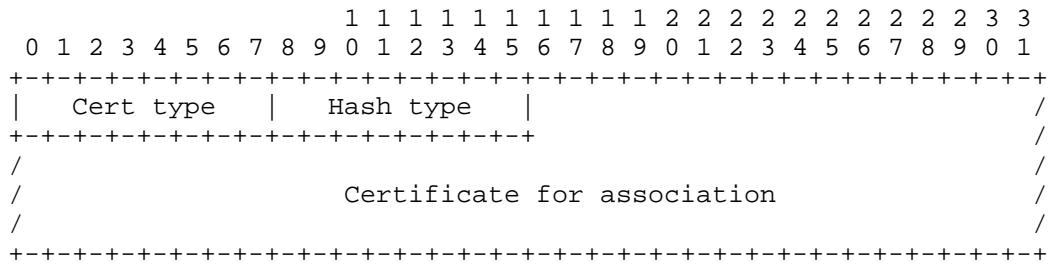 1 1 1 1 1 1 1 1 1 1 2 2 2 2 2 2 2 2 2 2 3 3
 0 1 2 3 4 5 6 7 8 9 0 1 2 3 4 5 6 7 8 9 0 1 2 3 4 5 6 7 8 9 0 1
+-+-+-+-+-+-+-+-+-+-+-+-+-+-+-+-+-+-+-+-+-+-+-+-+-+-+-+-+-+-+-+-+
|   Cert type   |   Hash type   |                               /
+-+-+-+-+-+-+-+-+-+-+-+-+-+-+-+-+                               /
/                                                               /
/                    Certificate for association                /
/                                                               /
+-+-+-+-+-+-+-+-+-+-+-+-+-+-+-+-+-+-+-+-+-+-+-+-+-+-+-+-+-+-+-+-+